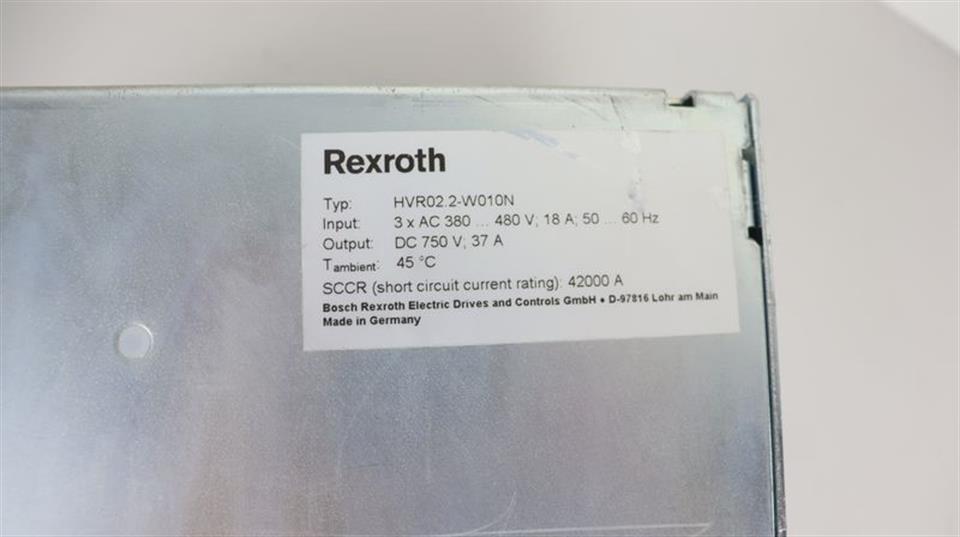 Rexroth
Typ: HVR02.2-W010N
Input: 3 x AC 380 ... 480 V; 18 A; 50 ... 60 Hz
Output: DC 750 V; 37 A
Tambient: 45 °C
SCCR (short circuit current rating): 42000 A
Bosch Rexroth Electric Drives and Controls GmbH • D-97816 Lohr am Main
Made in Germany